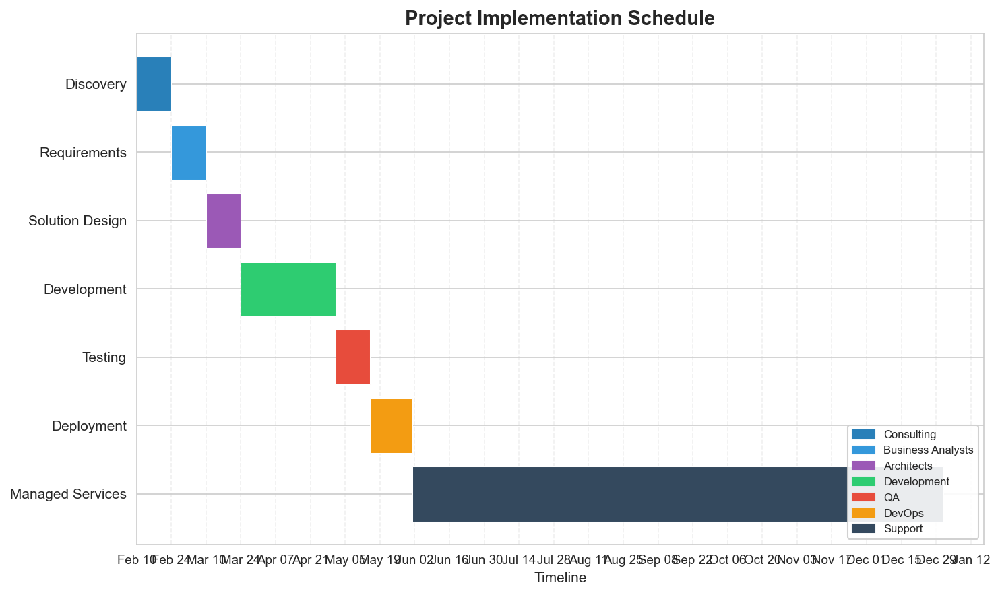 Project Implementation Schedule
Discovery
Requirements
Solution Design
Development
Testing
Deployment
Managed Services
Consulting
Business Analysts
Architects
Development
QA
DevOps
Support
Feb 10 Feb 24 Mar 10 Mar 24 Apr 07 Apr 21 May 05 May 19 Jun 02 Jun 16 Jun 30 Jul 14 Jul 28 Aug 11 Aug 25 Sep 08 Sep 22 Oct 06 Oct 20 Nov 03 Nov 17 Dec 01 Dec 15 Dec 29 Jan 12
Timeline